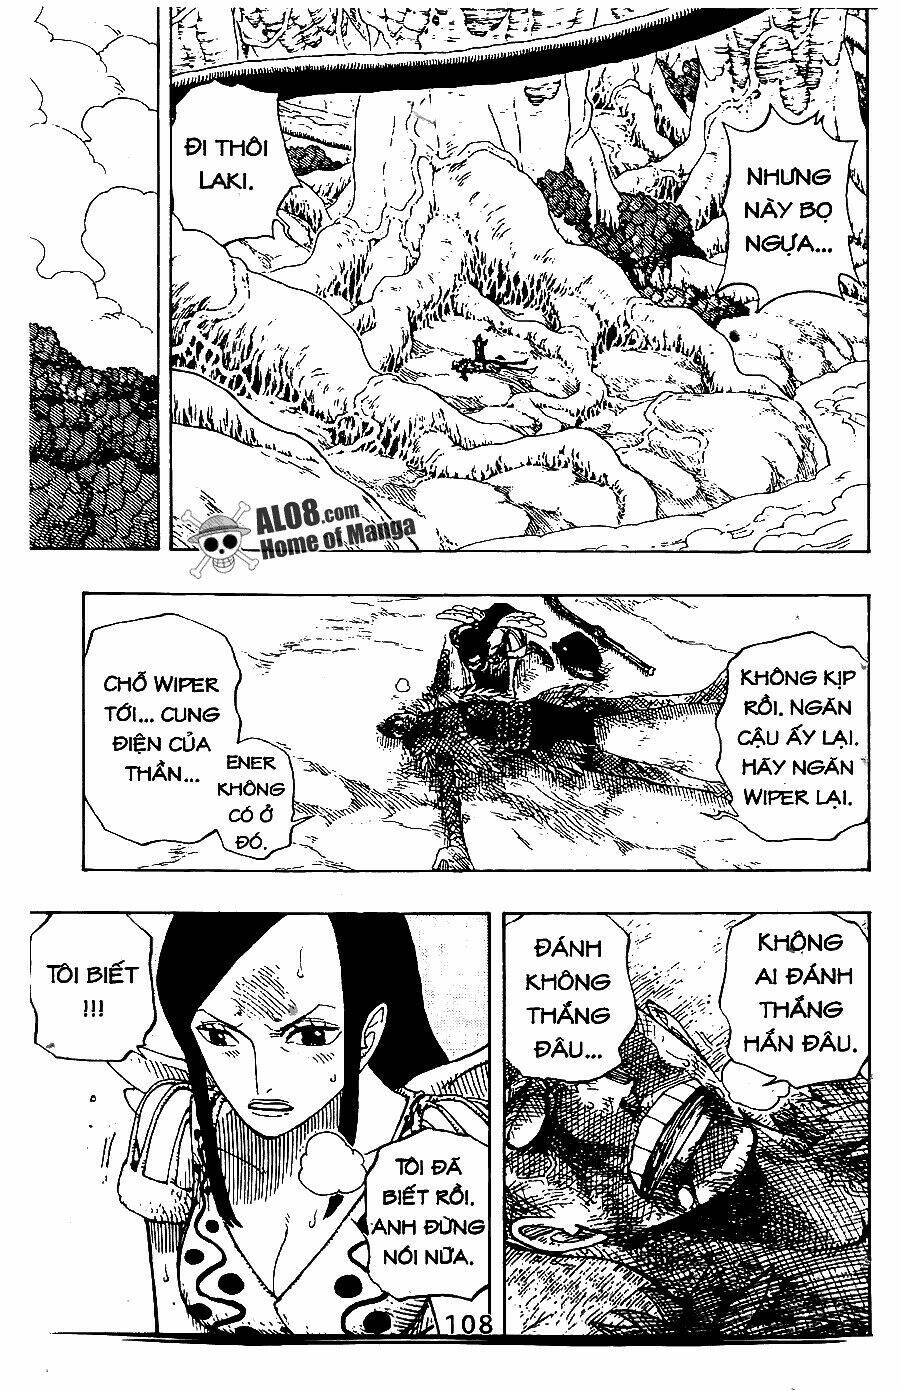 NHƯNG
NÀY BỌ
NGỰA...
ĐI THÔI
LAKI.
ALO8.com
Home of Manga
KHÔNG KỊP
RỒI. NGĂN
CẬU ẤY LẠI.
HÃY NGĂN
WIPER LẠI.
CHỖ WIPER
TỚI... CUNG
ĐIỆN CỦA
THẦN...
ENER
KHÔNG
CÓ Ở
ĐÓ.
KHÔNG
AI ĐÁNH
THẮNG
HẮN ĐÂU.
ĐÁNH
KHÔNG
THẮNG
ĐÂU...
TÔI BIẾT
!!!
TÔI ĐÃ
BIẾT RỒI.
ANH ĐỪNG
NÓI NỮA.
108